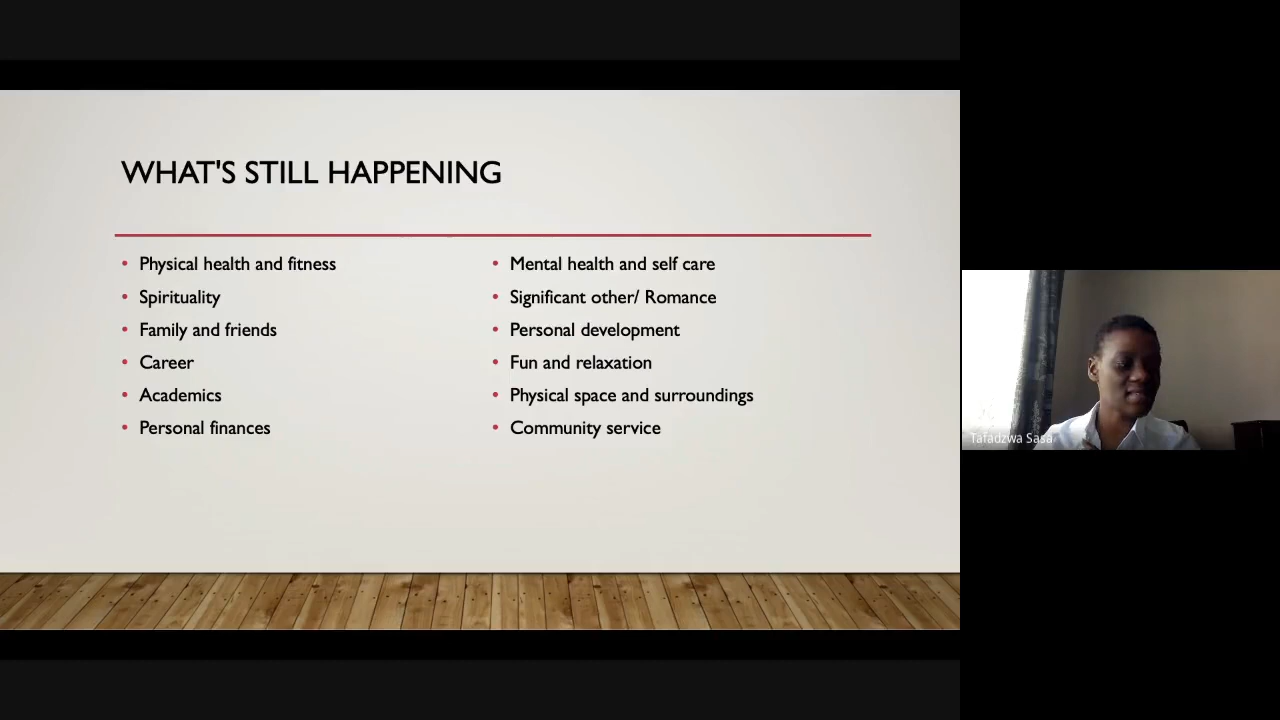 WHAT'S STILL HAPPENING
• Physical health and fitness
• Spirituality
• Family and friends
• Career
• Academics
• Personal finances
• Mental health and self care
• Significant other/ Romance
• Personal development
• Fun and relaxation
• Physical space and surroundings
• Community service
Tafadzwa Sasa